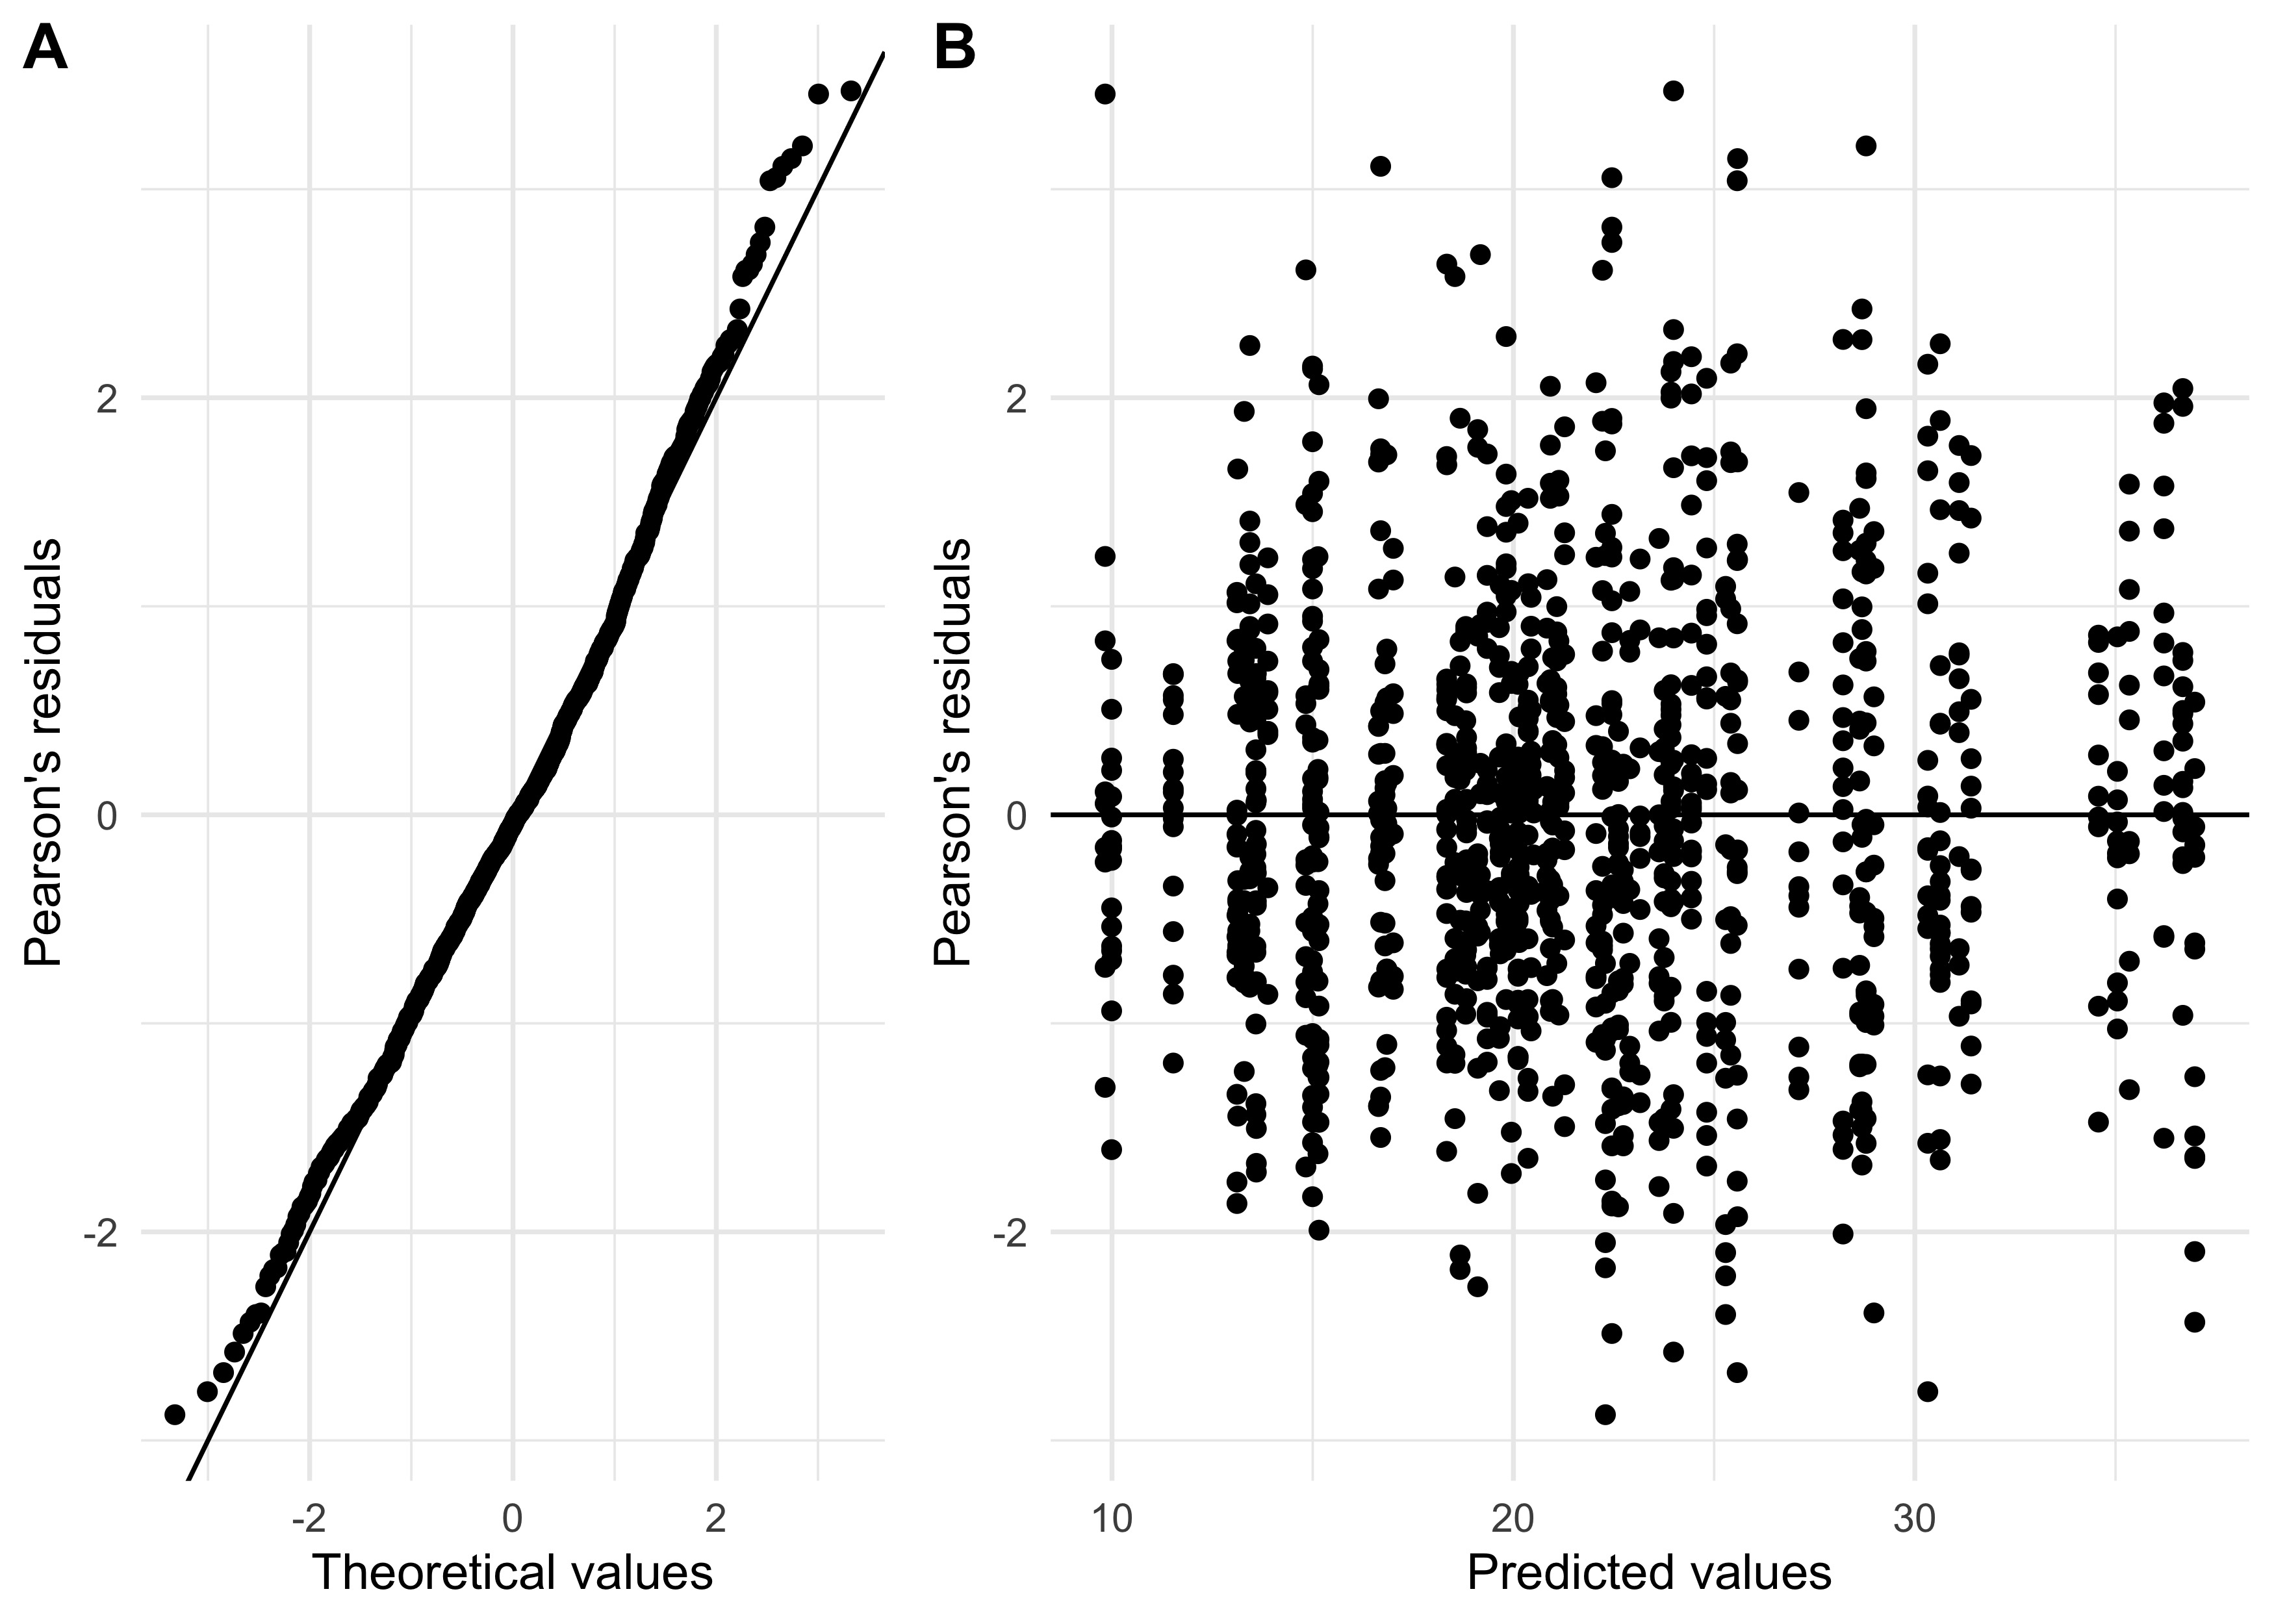 A
Pearson's residuals
2
0
-2
-2 0 2
Theoretical values
B
Pearson's residuals
2
0
-2
10 20 30
Predicted values